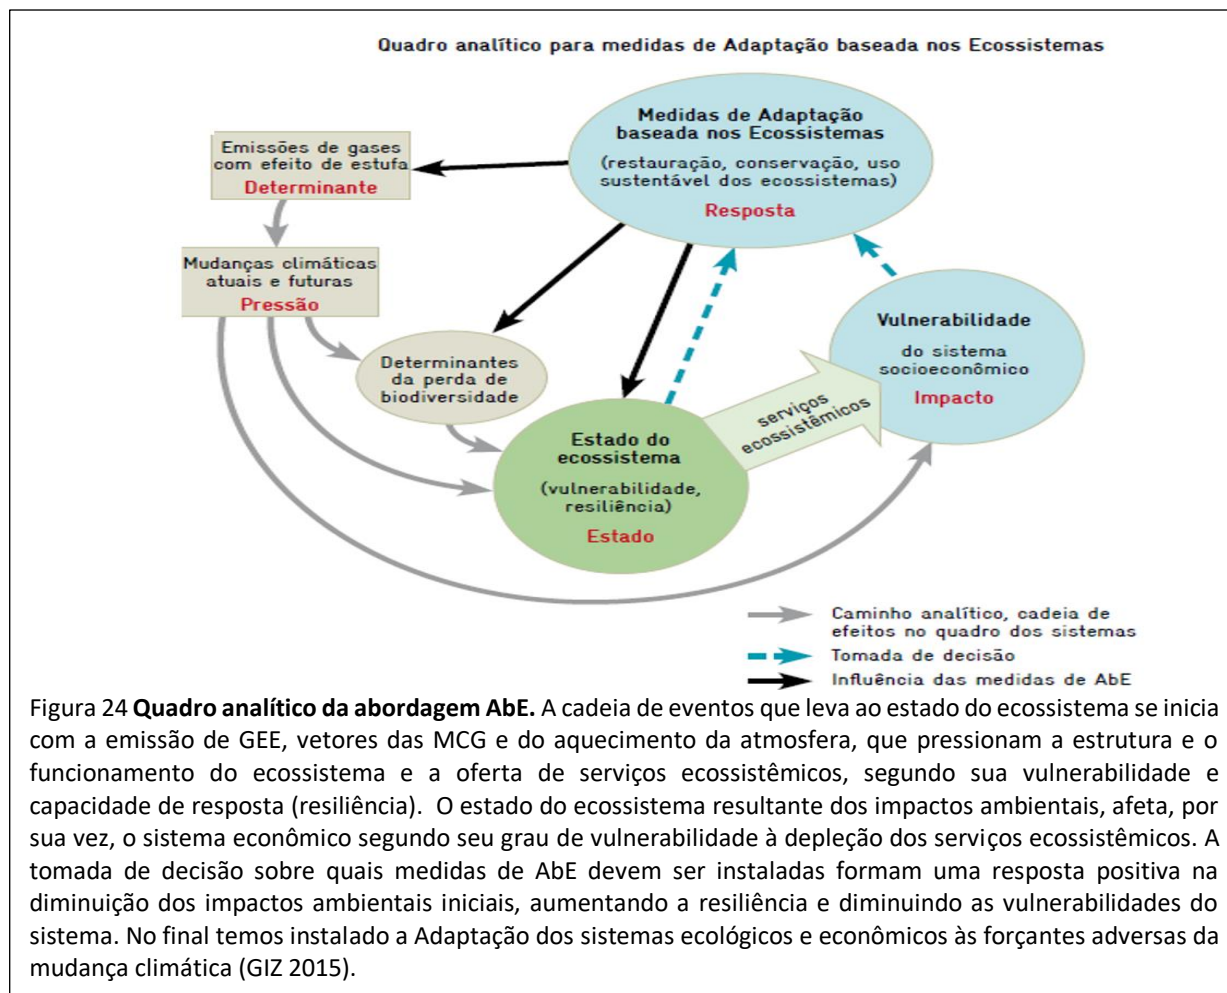 Quadro analítico para medidas de Adaptação baseada nos Ecossistemas
Medidas de Adaptação
baseada nos Ecossistemas
(restauração, conservação, uso
sustentável dos ecossistemas)
Resposta
Emissões de gases
com efeito de estufa
Determinante
Mudanças climáticas
atuais e futuras
Pressão
Determinantes
da perda de
biodiversidade
Estado do
ecossistema
(vulnerabilidade,
resiliência)
Estado
serviços
ecossistêmicos
Vulnerabilidade
do sistema
socioeconômico
Impacto
Caminho analítico, cadeia de
efeitos no quadro dos sistemas
Tomada de decisão
Influência das medidas de AbE
Figura 24 Quadro analítico da abordagem AbE. A cadeia de eventos que leva ao estado do ecossistema se inicia
com a emissão de GEE, vetores das MCG e do aquecimento da atmosfera, que pressionam a estrutura e o
funcionamento do ecossistema e a oferta de serviços ecossistêmicos, segundo sua vulnerabilidade e
capacidade de resposta (resiliência). O estado do ecossistema resultante dos impactos ambientais, afeta, por
sua vez, o sistema econômico segundo seu grau de vulnerabilidade à depleção dos serviços ecossistêmicos. A
tomada de decisão sobre quais medidas de AbE devem ser instaladas formam uma resposta positiva na
diminuição dos impactos ambientais iniciais, aumentando a resiliência e diminuindo as vulnerabilidades do
sistema. No final temos instalado a Adaptação dos sistemas ecológicos e econômicos às forçantes adversas da
mudança climática (GIZ 2015).